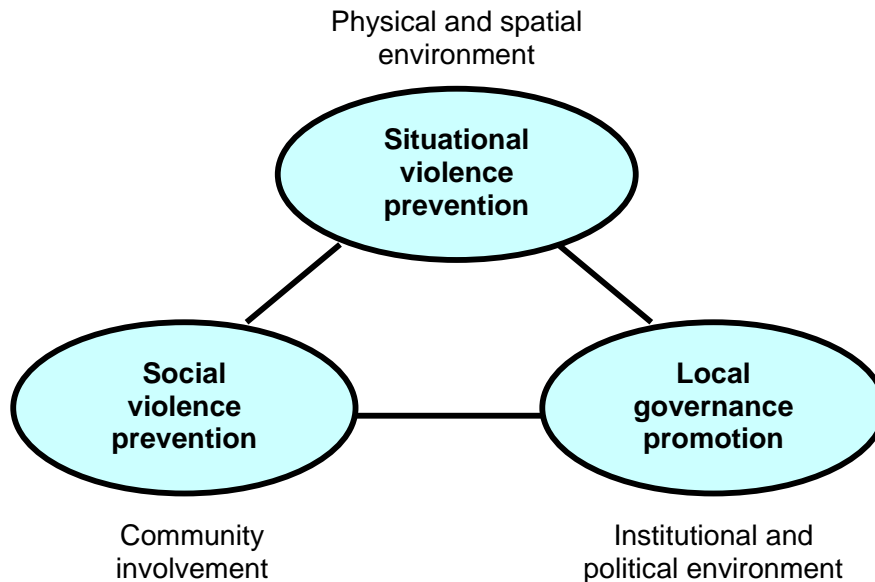 Physical and spatial
environment
Situational
violence
prevention
Social
violence
prevention
Local
governance
promotion
Community
involvement
Institutional and
political environment